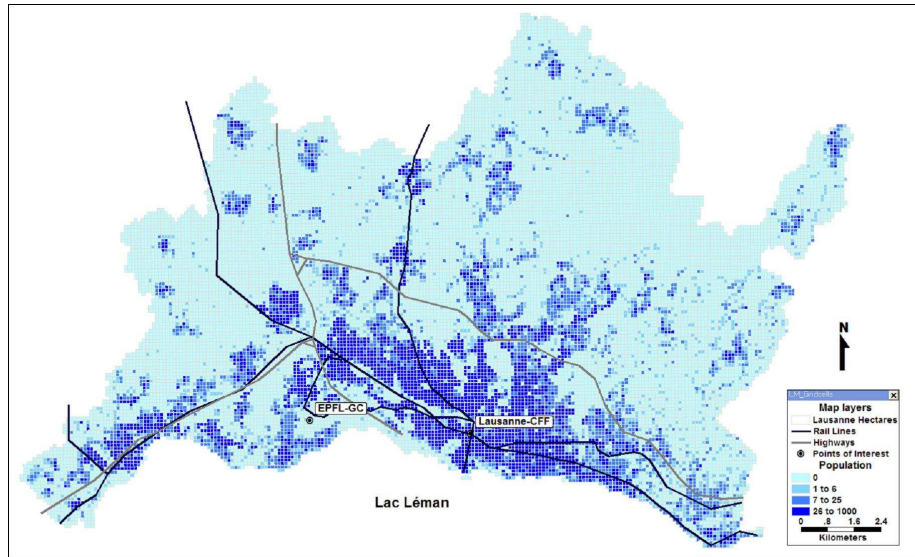 EPFL-GC
Lausanne-CFF
Lac Léman
N
LM_Gridcells
Map layers
Lausanne Hectares
Rail Lines
Highways
Points of Interest
Population
0
1 to 6
7 to 25
26 to 1000
0 .8 1.6 2.4
Kilometers